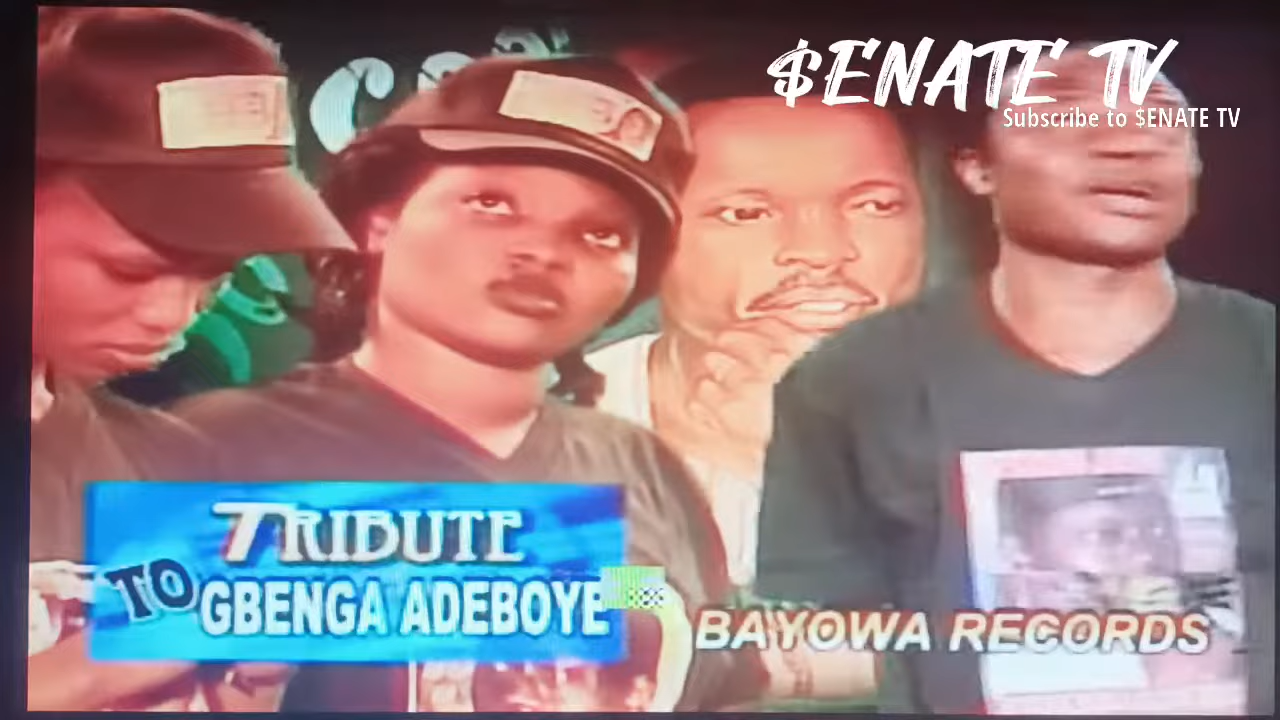 $ENATE TV
Subscribe to $ENATE TV
TRIBUTE
TO
GBENGA ADEBOYE
BAYOWA RECORDS